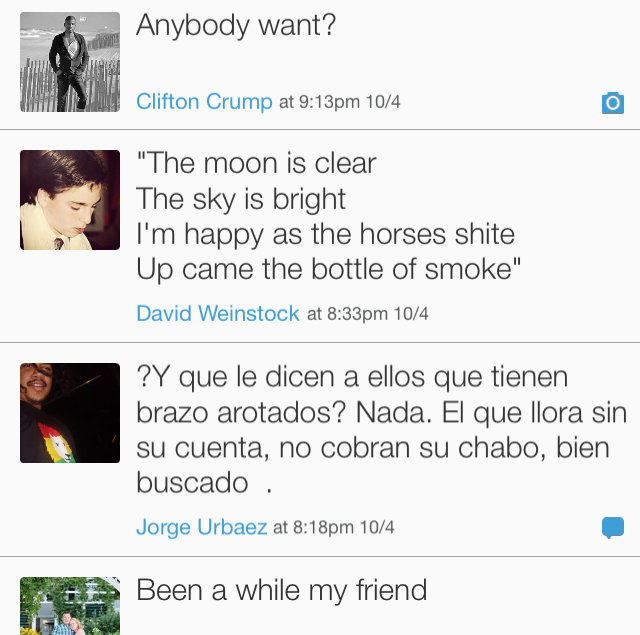 Anybody want?
Clifton Crump at 9:13pm 10/4
"The moon is clear
The sky is bright
I'm happy as the horses shite
Up came the bottle of smoke"
David Weinstock at 8:33pm 10/4
?Y que le dicen a ellos que tienen
brazo arotados? Nada. El que llora sin
su cuenta, no cobran su chabo, bien
buscado .
Jorge Urbaez at 8:18pm 10/4
Been a while my friend